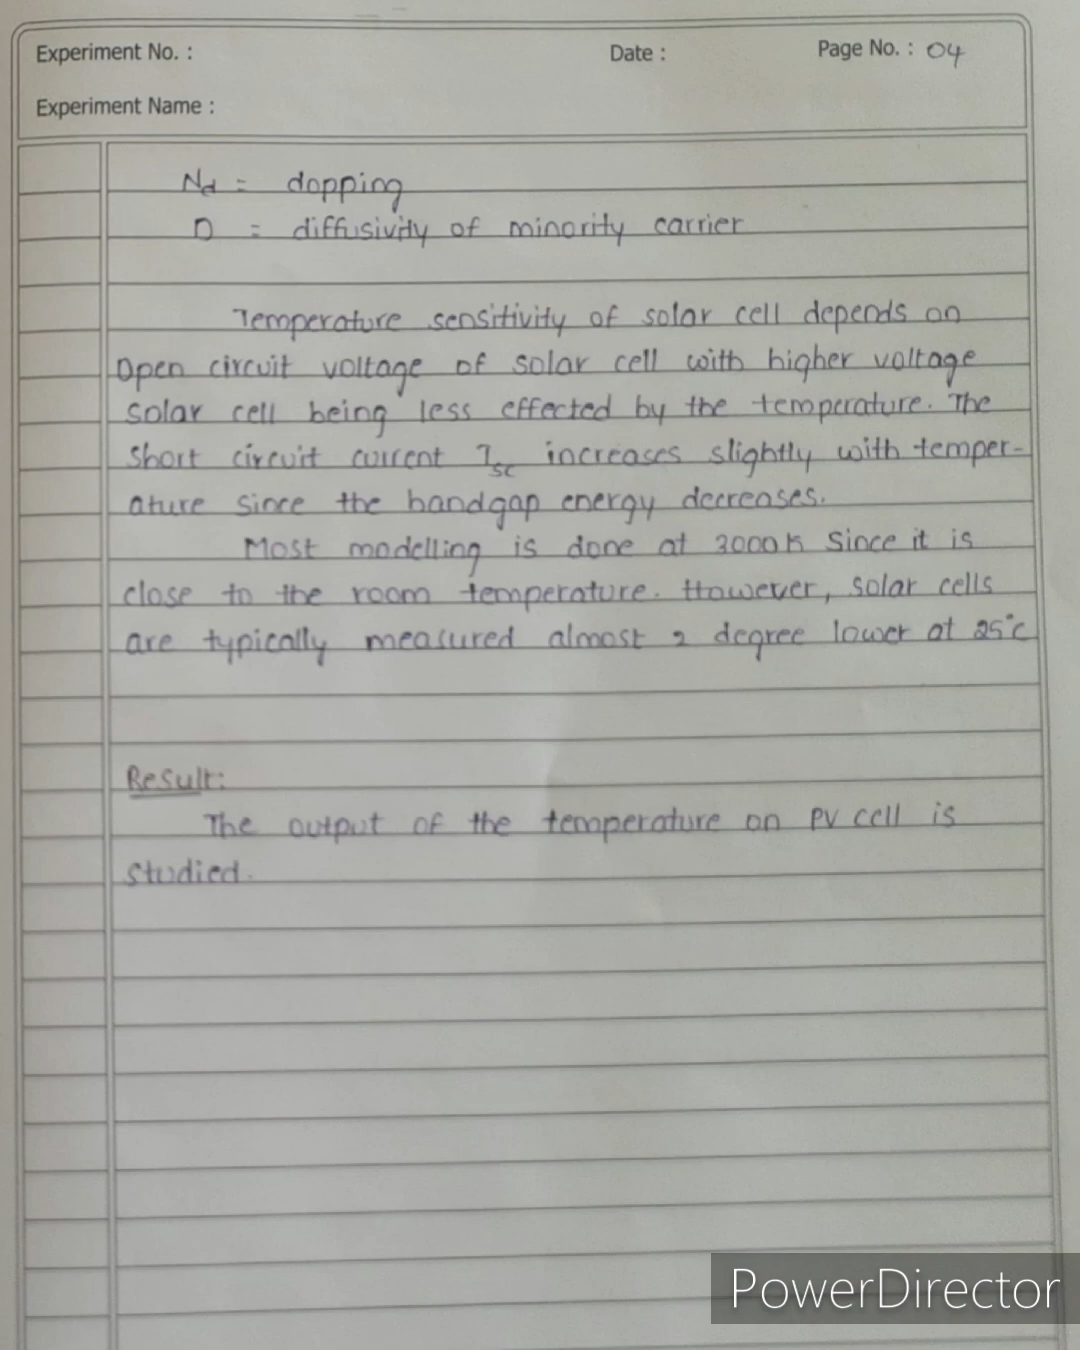 Experiment No. :
Date :
Page No. : 04
Experiment Name :
Nd = dopping
D = diffusivity of minority carrier
Temperature sensitivity of solar cell depends on
Open circuit voltage of solar cell with higher voltage
solar cell being less effected by the temperature. The
short circuit current Isc increases slightly with temper-
ature since the bandgap energy decreases.
Most modelling is done at 3000K Since it is
close to the room temperature. However, solar cells
are typically measured almost 2 degree lower at 25°C
Result:
The output of the temperature on PV cell is
studied.
PowerDirector